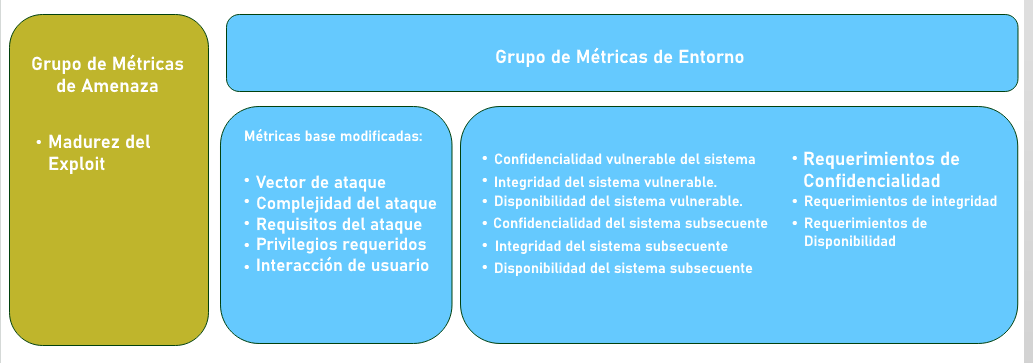 Grupo de Métricas
de Amenaza
• Madurez del
Exploit
Grupo de Métricas de Entorno
Métricas base modificadas:
• Vector de ataque
• Complejidad del ataque
• Requisitos del ataque
• Privilegios requeridos
• Interacción de usuario
• Confidencialidad vulnerable del sistema
• Integridad del sistema vulnerable.
• Disponibilidad del sistema vulnerable.
• Confidencialidad del sistema subsecuente
• Integridad del sistema subsecuente
• Disponibilidad del sistema subsecuente
• Requerimientos de
Confidencialidad
• Requerimientos de integridad
• Requerimientos de
Disponibilidad